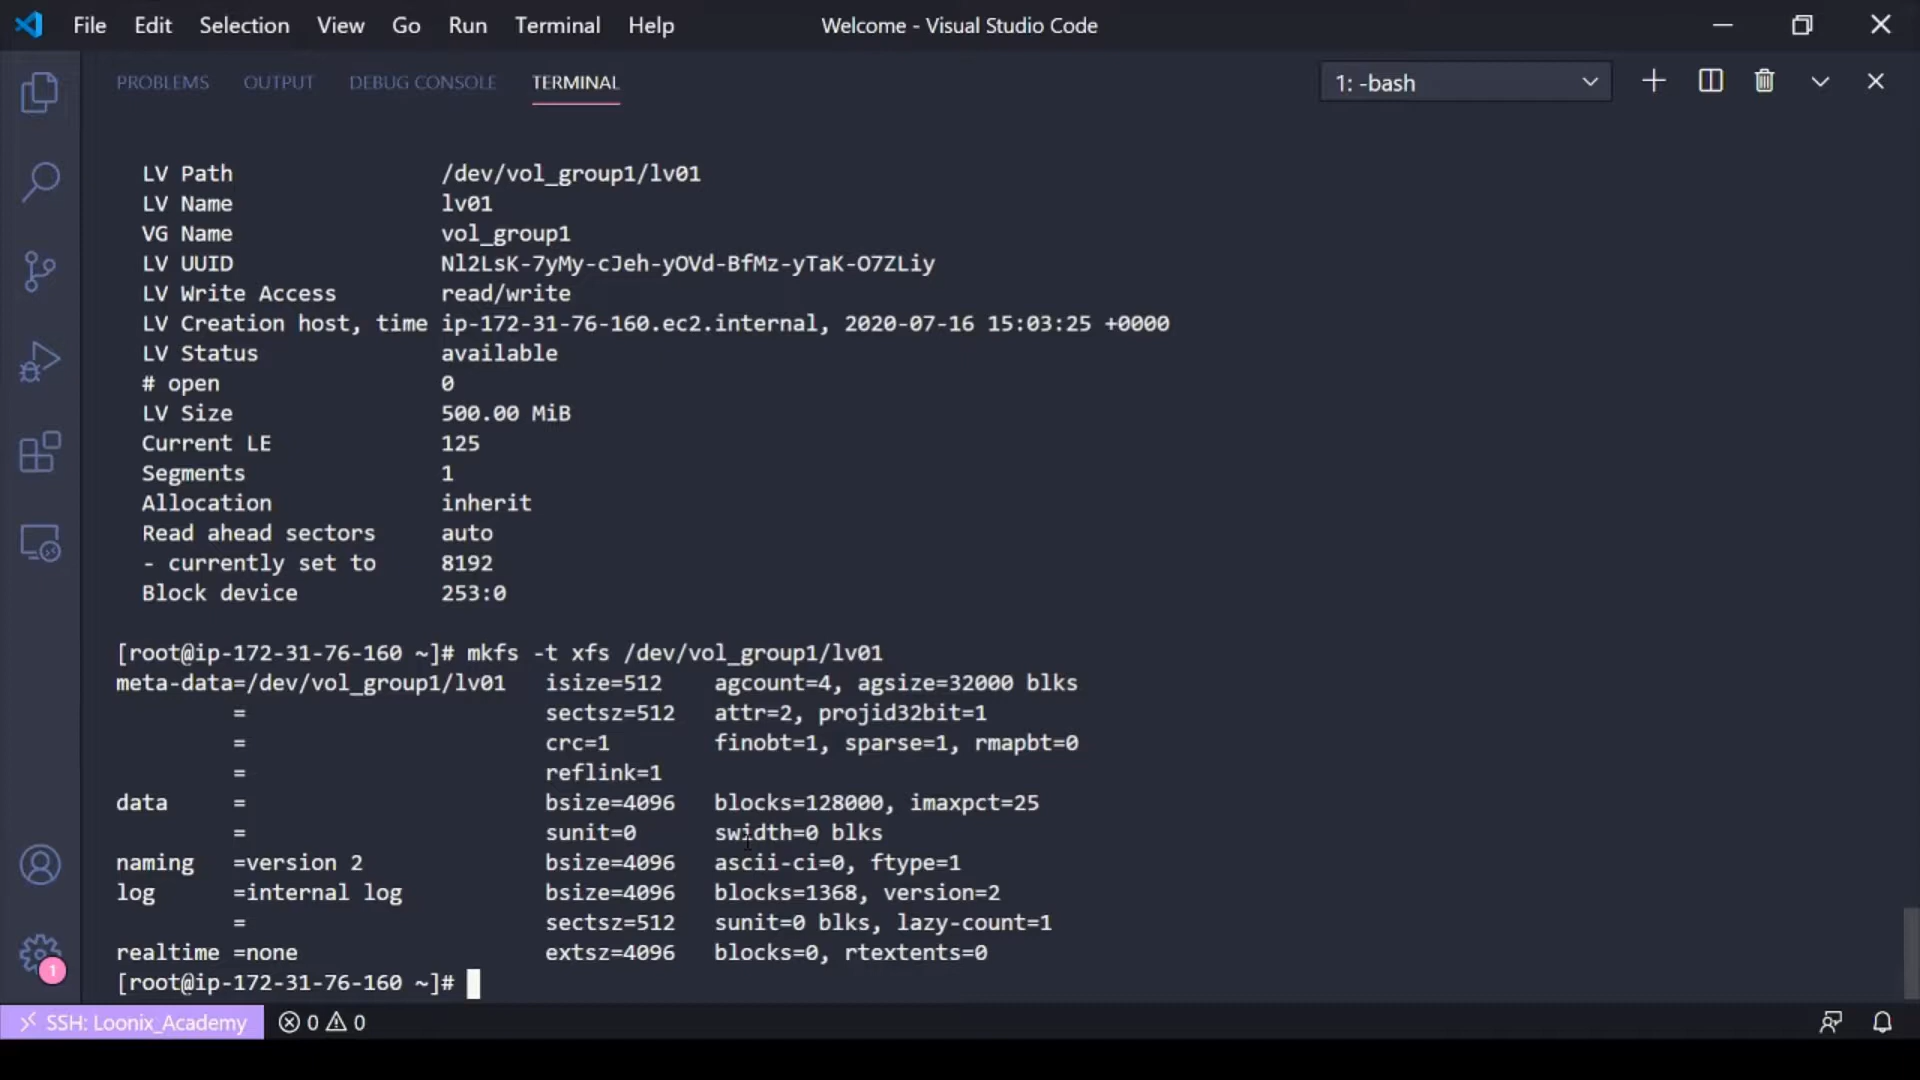 File Edit Selection View Go Run Terminal Help Welcome - Visual Studio Code
PROBLEMS OUTPUT DEBUG CONSOLE TERMINAL 1: -bash
LV Path /dev/vol_group1/lv01
LV Name lv01
VG Name vol_group1
LV UUID Nl2LsK-7yMy-cJeh-yOVd-BfMz-yTaK-O7ZLiy
LV Write Access read/write
LV Creation host, time ip-172-31-76-160.ec2.internal, 2020-07-16 15:03:25 +0000
LV Status available
# open 0
LV Size 500.00 MiB
Current LE 125
Segments 1
Allocation inherit
Read ahead sectors auto
- currently set to 8192
Block device 253:0
[root@ip-172-31-76-160 ~]# mkfs -t xfs /dev/vol_group1/lv01
meta-data=/dev/vol_group1/lv01 isize=512 agcount=4, agsize=32000 blks
= sectsz=512 attr=2, projid32bit=1
= crc=1 finobt=1, sparse=1, rmapbt=0
= reflink=1
data = bsize=4096 blocks=128000, imaxpct=25
= sunit=0 swidth=0 blks
naming =version 2 bsize=4096 ascii-ci=0, ftype=1
log =internal log bsize=4096 blocks=1368, version=2
= sectsz=512 sunit=0 blks, lazy-count=1
realtime =none extsz=4096 blocks=0, rtextents=0
[root@ip-172-31-76-160 ~]#
1
SSH: Loonix_Academy 0 0